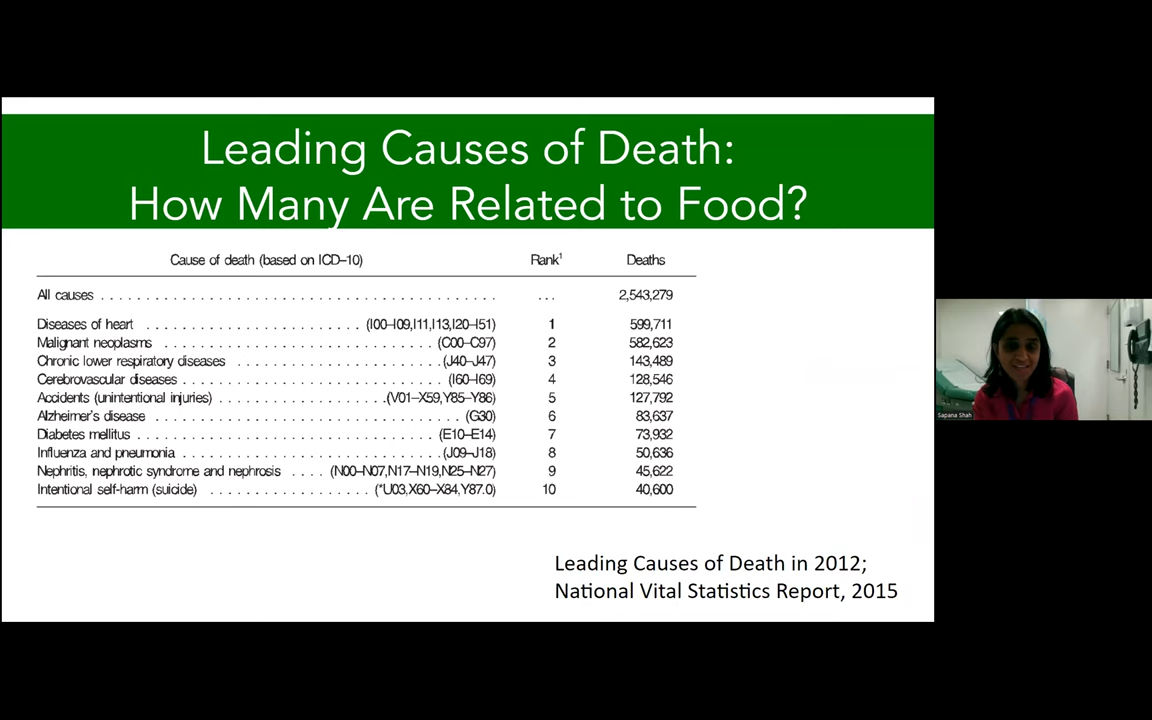 Leading Causes of Death:
How Many Are Related to Food?
Cause of death (based on ICD–10) Rank¹ Deaths
All causes . . . . . . . . . . . . . . . . . . . . . . . . . . . . . . . . . . . . . . . . . . . ... 2,543,279
Diseases of heart . . . . . . . . . . . . . . . . . . . . . . . . (I00–I09,I11,I13,I20–I51) 1 599,711
Malignant neoplasms . . . . . . . . . . . . . . . . . . . . . . . . . . . . . . (C00–C97) 2 582,623
Chronic lower respiratory diseases . . . . . . . . . . . . . . . . . . . . . . . (J40–J47) 3 143,489
Cerebrovascular diseases . . . . . . . . . . . . . . . . . . . . . . . . . . . . . (I60–I69) 4 128,546
Accidents (unintentional injuries) . . . . . . . . . . . . . . . . . . .(V01–X59,Y85–Y86) 5 127,792
Alzheimer's disease . . . . . . . . . . . . . . . . . . . . . . . . . . . . . . . . . . (G30) 6 83,637
Diabetes mellitus . . . . . . . . . . . . . . . . . . . . . . . . . . . . . . . . . (E10–E14) 7 73,932
Influenza and pneumonia . . . . . . . . . . . . . . . . . . . . . . . . . . . . .(J09–J18) 8 50,636
Nephritis, nephrotic syndrome and nephrosis . . . . (N00–N07,N17–N19,N25–N27) 9 45,622
Intentional self-harm (suicide) . . . . . . . . . . . . . . . . . . (*U03,X60–X84,Y87.0) 10 40,600
Leading Causes of Death in 2012;
National Vital Statistics Report, 2015
Sapana Shah